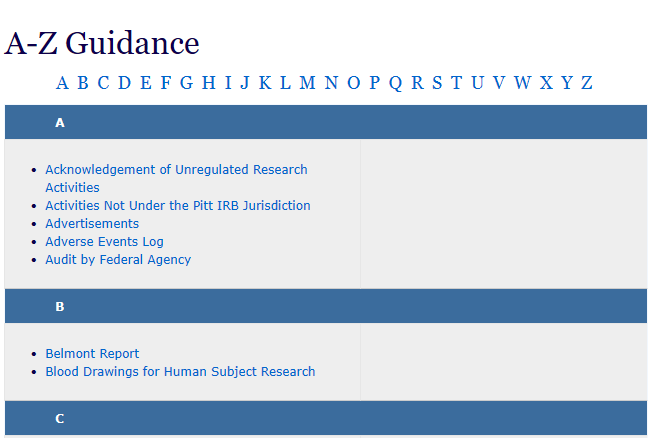 A-Z Guidance
A B C D E F G H I J K L M N O P Q R S T U V W X Y Z
A
Acknowledgement of Unregulated Research
Activities
Activities Not Under the Pitt IRB Jurisdiction
Advertisements
Adverse Events Log
Audit by Federal Agency
B
Belmont Report
Blood Drawings for Human Subject Research
C